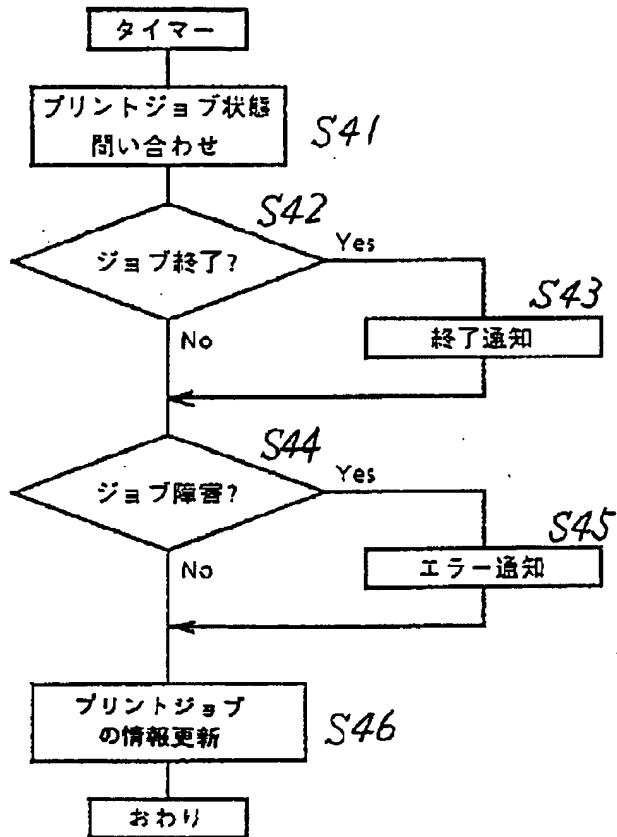 タイマー
プリントジョブ状態
問い合わせ
S41
S42
ジョブ終了?
Yes
S43
終了通知
No
S44
ジョブ障害?
Yes
S45
エラー通知
No
プリントジョブ
の情報更新
S46
おわり